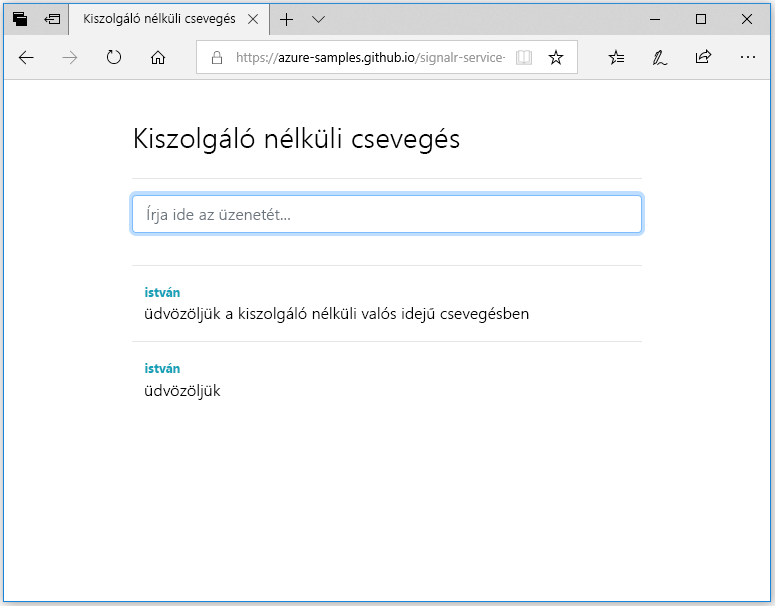 Kiszolgáló nélküli csevegés
https://azure-samples.github.io/signalr-service-
Kiszolgáló nélküli csevegés
Írja ide az üzenetét...
istván
üdvözöljük a kiszolgáló nélküli valós idejű csevegésben
istván
üdvözöljük